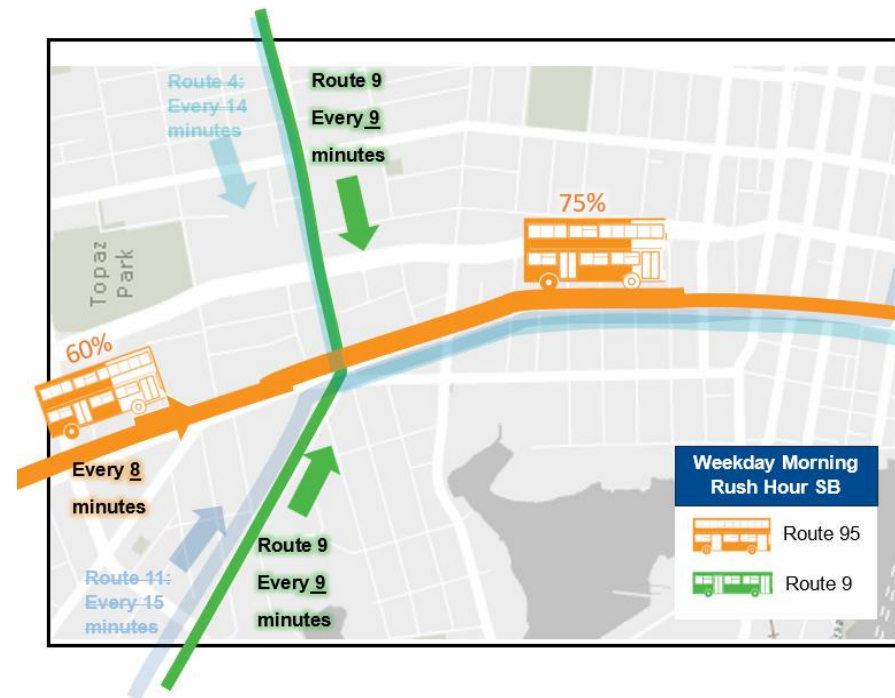 Route 4:
Every 14
minutes
Route 9
Every 9
minutes
75%
Topaz
Park
60%
Every 8
minutes
Route 11:
Every 15
minutes
Route 9
Every 9
minutes
Weekday Morning
Rush Hour SB
Route 95
Route 9